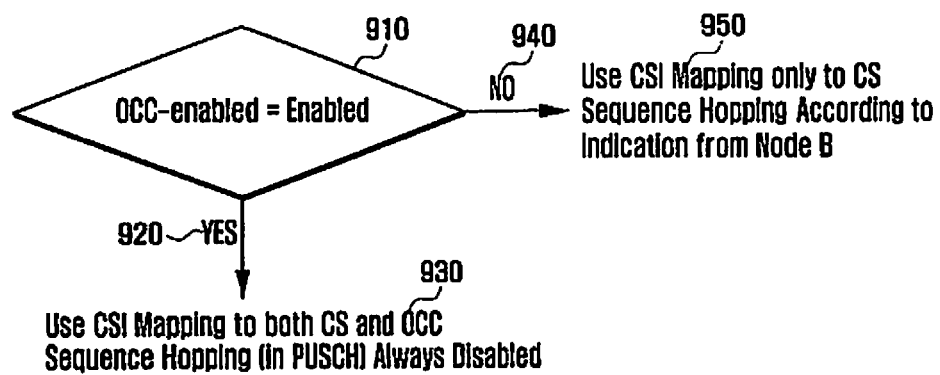 910
OCC-enabled = Enabled
940
NO
950
Use CSI Mapping only to CS
Sequence Hopping According to
Indication from Node B
920
YES
930
Use CSI Mapping to both CS and OCC
Sequence Hopping (in PUSCH) Always Disabled